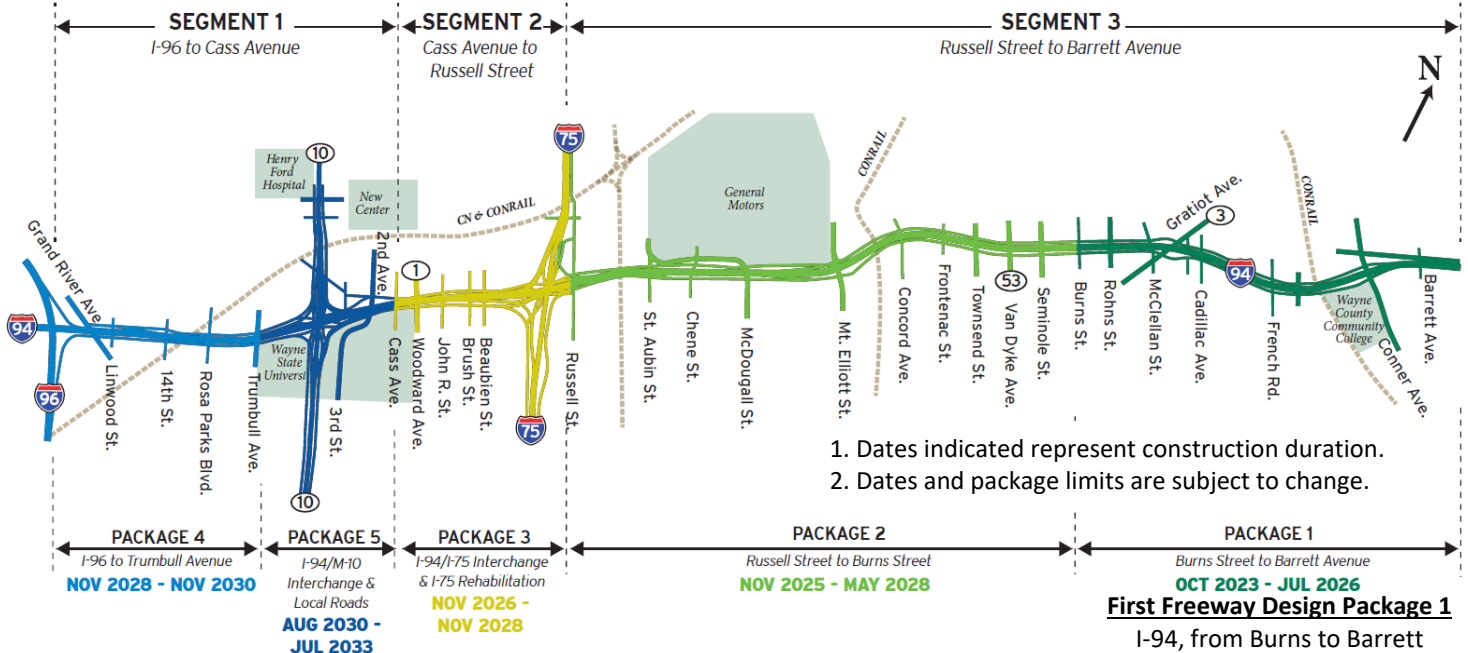 SEGMENT 1
I-96 to Cass Avenue
SEGMENT 2
Cass Avenue to
Russell Street
SEGMENT 3
Russell Street to Barrett Avenue
N
75
10
Henry
Ford
Hospital
New
Center
CN & CONRAIL
General
Motors
CONRAIL
CONRAIL
Gratiot Ave.
3
Grand River Ave
2nd Ave.
1
94
94
53
96
Linwood St.
14th St.
Rosa Parks Blvd.
Trumbull Ave.
Wayne
State
Universi
3rd St.
Cass Ave.
Woodward Ave.
John R. St.
Brush St.
Beaubien St.
75
Russell St.
St. Aubin St.
Chene St.
McDougall St.
Mt. Elliott St.
Concord Ave.
Frontenac St.
Townsend St.
Van Dyke Ave.
Seminole St.
Burns St.
Rohns St.
McClellan St.
Cadillac Ave.
French Rd.
Wayne
County
Community
College
Conner Ave.
Barrett Ave.
10
1. Dates indicated represent construction duration.
2. Dates and package limits are subject to change.
PACKAGE 4
I-96 to Trumbull Avenue
NOV 2028 - NOV 2030
PACKAGE 5
I-94/M-10
Interchange &
Local Roads
AUG 2030 -
JUL 2033
PACKAGE 3
I-94/I-75 Interchange
& I-75 Rehabilitation
NOV 2026 -
NOV 2028
PACKAGE 2
Russell Street to Burns Street
NOV 2025 - MAY 2028
PACKAGE 1
Burns Street to Barrett Avenue
OCT 2023 - JUL 2026
First Freeway Design Package 1
I-94, from Burns to Barrett